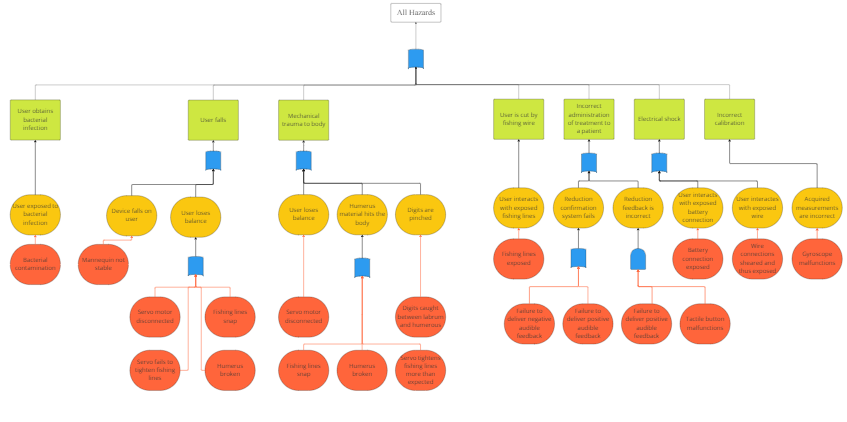 All Hazards
User obtains
bacterial
infection
User falls
Mechanical
trauma to body
User is cut by
fishing wire
Incorrect
administration
of treatment to
a patient
Electrical shock
Incorrect
calibration
User exposed to
bacterial
infection
Device falls on
user
User loses
balance
User loses
balance
Humerus
material hits the
body
Digits are
pinched
User interacts
with exposed
fishing lines
Reduction
confirmation
system fails
Reduction
feedback is
incorrect
User interacts
with exposed
battery
connection
User interactes
with exposed
wire
Acquired
measurements
are incorrect
Bacterial
contamination
Mannequin not
stable
Fishing lines
exposed
Battery
connection
exposed
Wire
connections
sheared and
thus exposed
Gyroscope
malfunctions
Servo motor
disconnected
Fishing lines
snap
Servo motor
disconnected
Digits caught
between labrum
and humerous
Failure to
deliver negative
audible
feedback
Failure to
deliver positive
audible
feedback
Failure to
deliver positive
audible
feedback
Tactile button
malfunctions
Servo fails to
tighten fishing
lines
Humerus
broken
Fishing lines
snap
Humerus
broken
Servo tightens
fishing lines
more than
expected